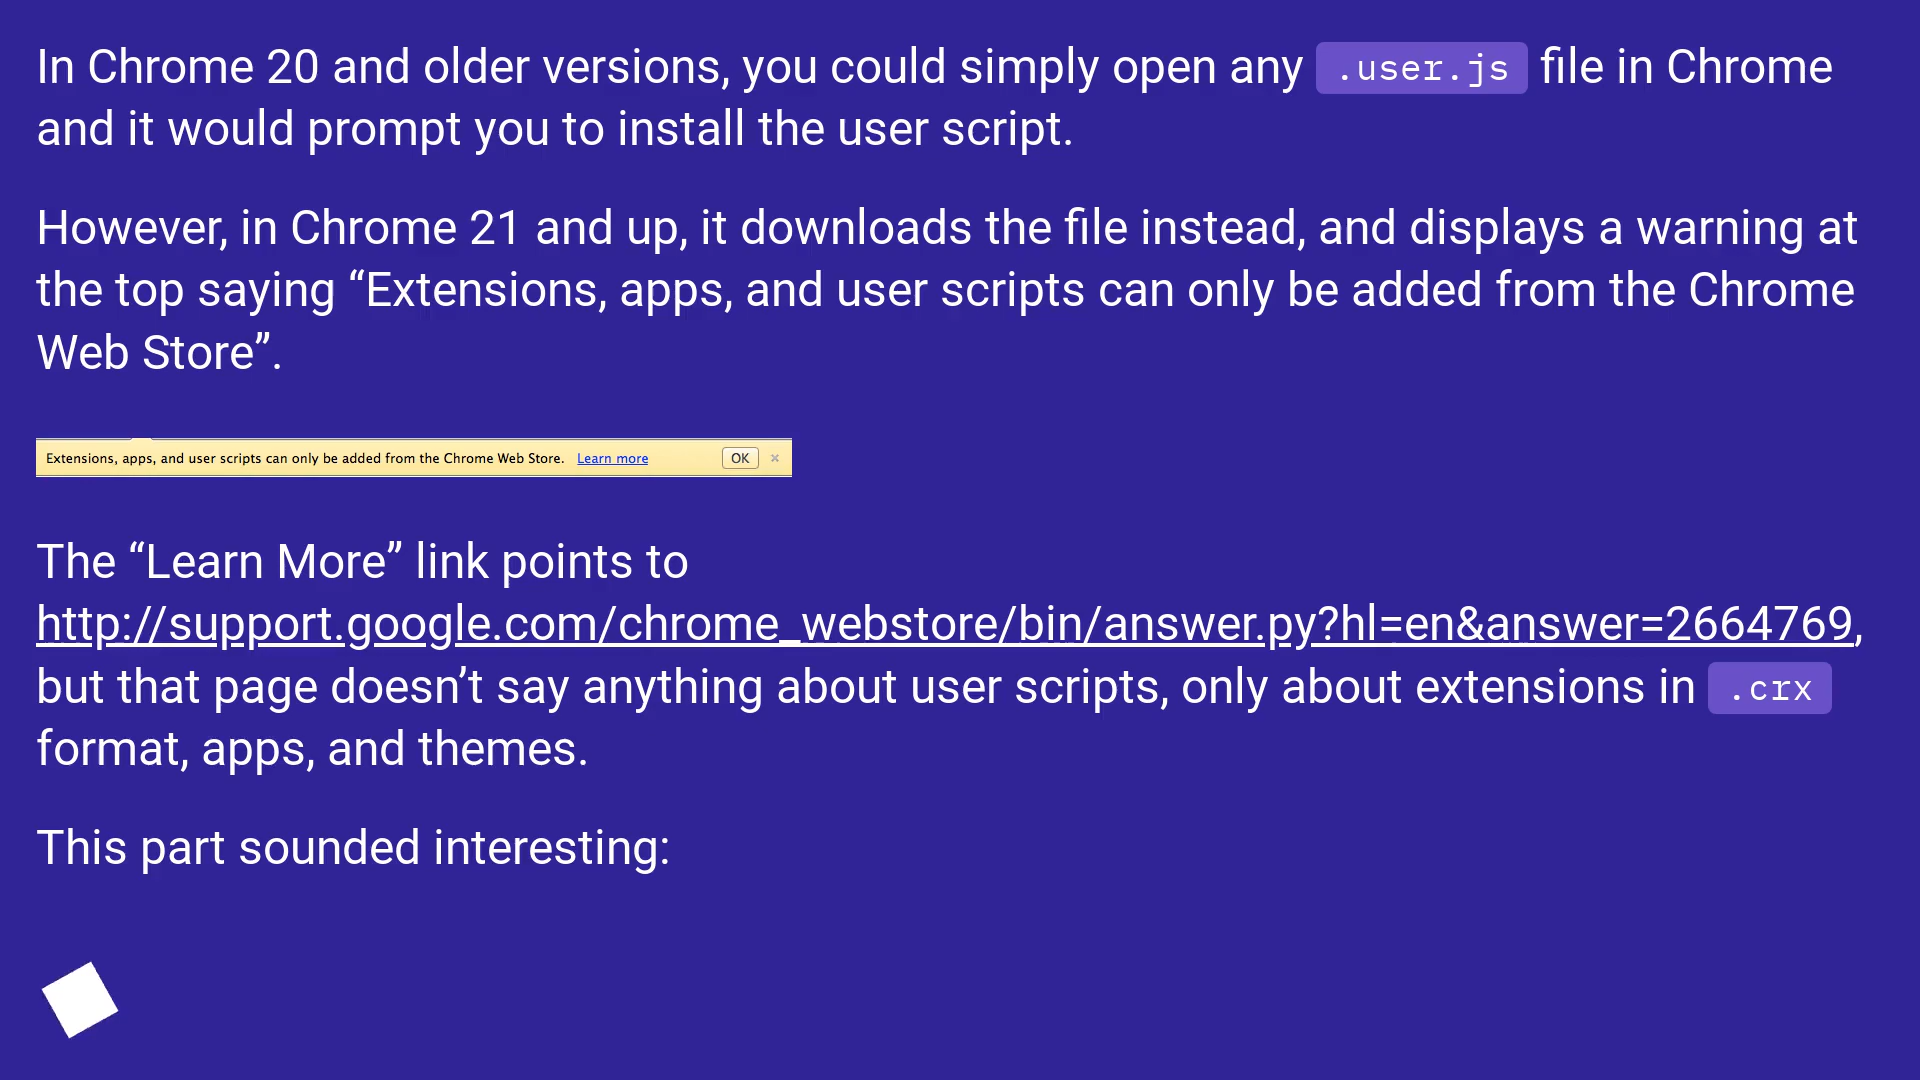 In Chrome 20 and older versions, you could simply open any .user.js file in Chrome
and it would prompt you to install the user script.
However, in Chrome 21 and up, it downloads the file instead, and displays a warning at
the top saying “Extensions, apps, and user scripts can only be added from the Chrome
Web Store”.
Extensions, apps, and user scripts can only be added from the Chrome Web Store. Learn more OK ×
The “Learn More” link points to
http://support.google.com/chrome_webstore/bin/answer.py?hl=en&answer=2664769,
but that page doesn’t say anything about user scripts, only about extensions in .crx
format, apps, and themes.
This part sounded interesting: